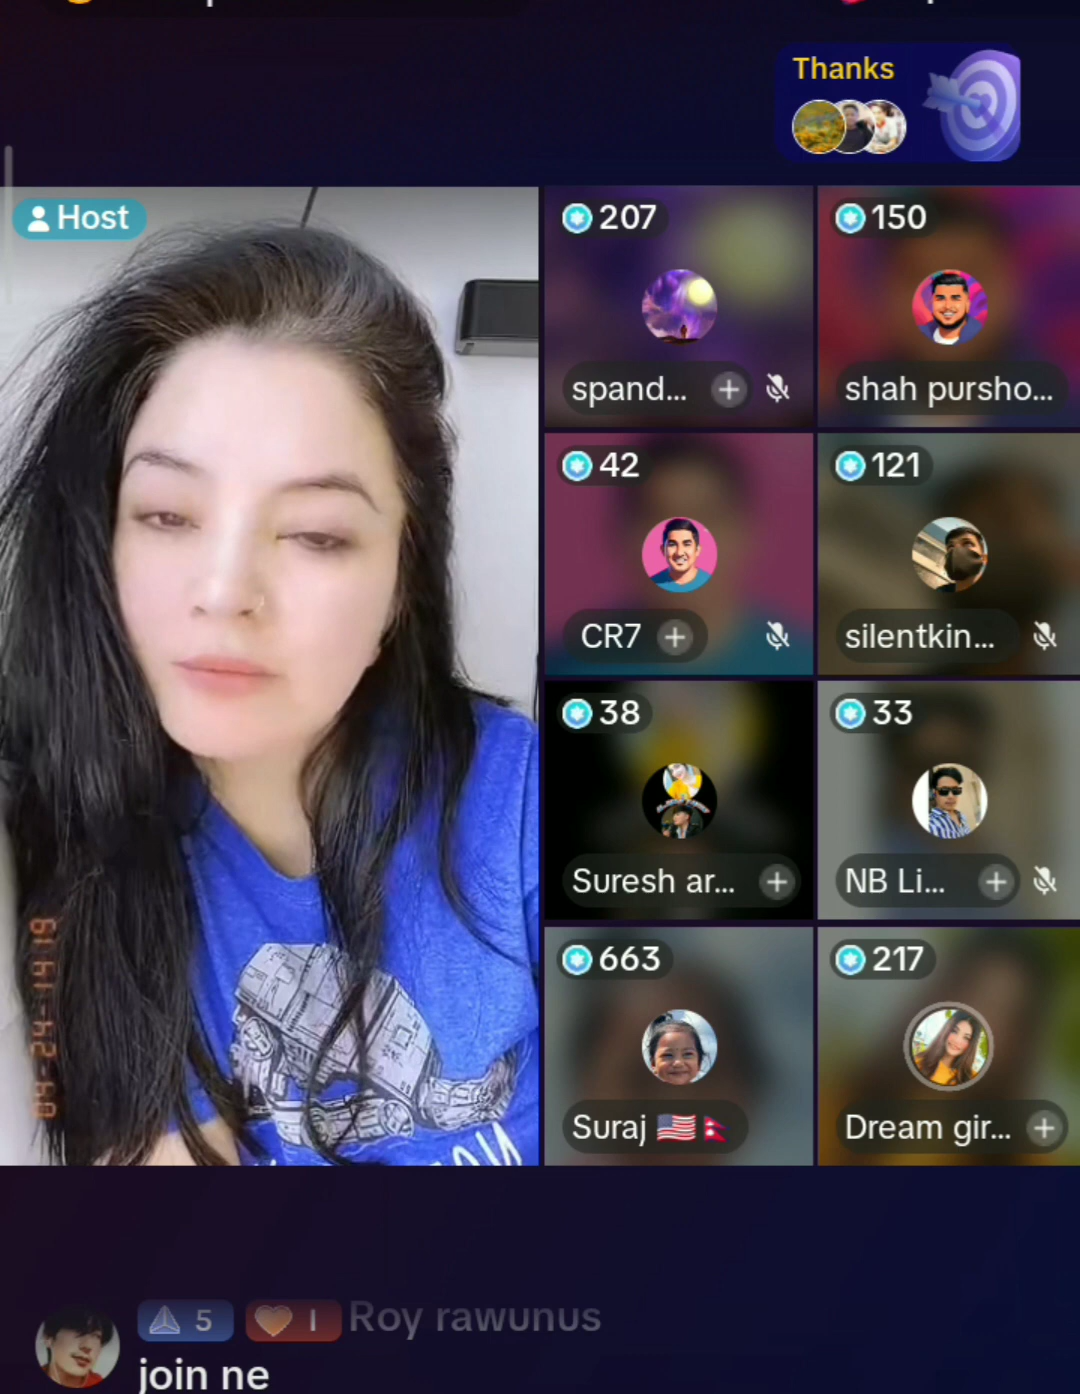 Thanks
Host
207
150
spand...
shah pursho...
42
121
CR7
silentkin...
38
33
Suresh ar...
NB Li...
663
217
Suraj 🇺🇸🇳🇵
Dream gir...
5 1 Roy rawunus
join ne